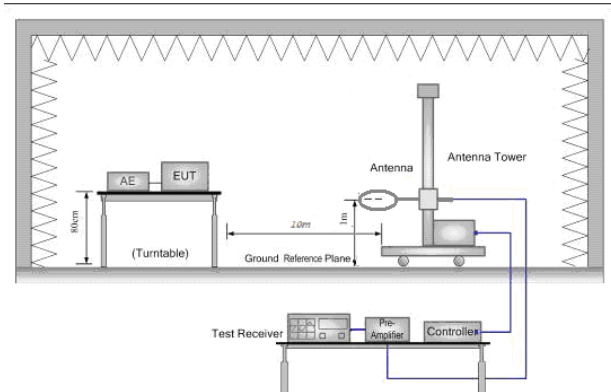 Antenna
Antenna Tower
AE
EUT
80cm
(Turntable)
10m
1m
Ground Reference Plane
Test Receiver
Pre-
Amplifier
Controller